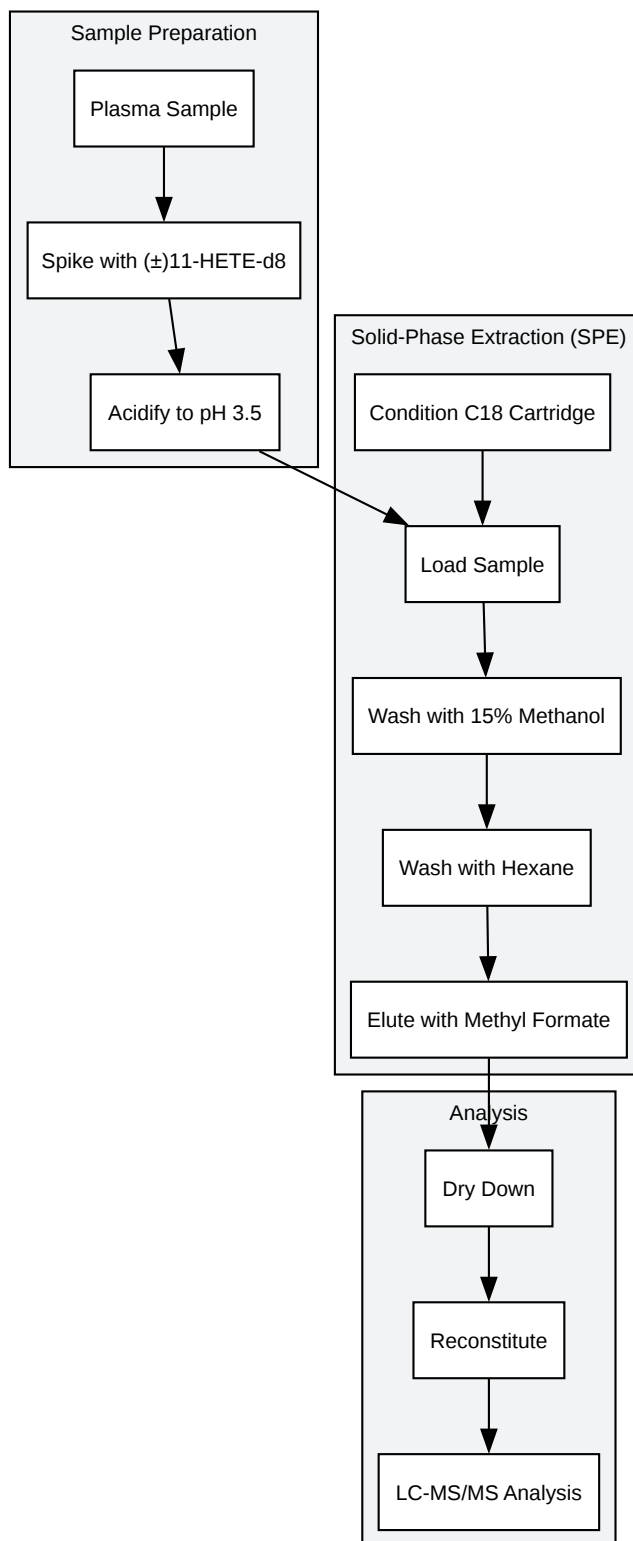 Sample Preparation
Plasma Sample
Spike with (±)11-HETE-d8
Acidify to pH 3.5
Solid-Phase Extraction (SPE)
Condition C18 Cartridge
Load Sample
Wash with 15% Methanol
Wash with Hexane
Elute with Methyl Formate
Analysis
Dry Down
Reconstitute
LC-MS/MS Analysis